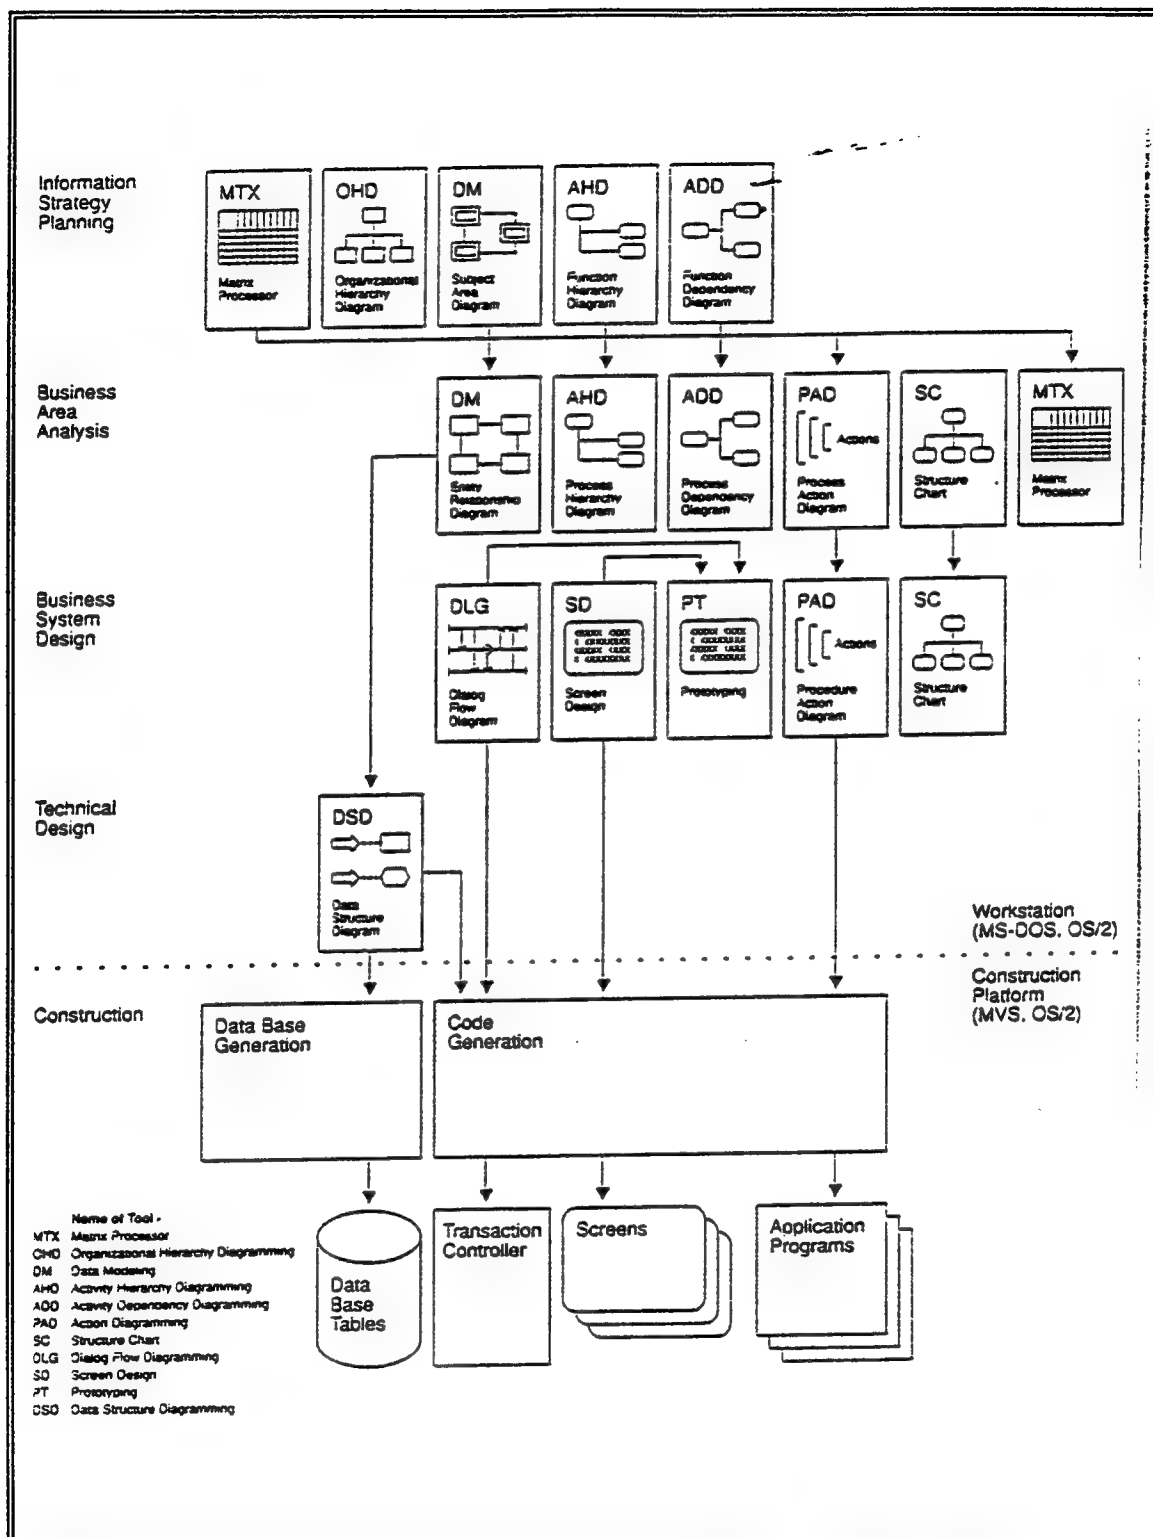 Information
Strategy
Planning
MTX
Matrix
Processor
OHD
Organizational
Hierarchy
Diagram
DM
Subject
Area
Diagram
AHD
Function
Hierarchy
Diagram
ADD
Function
Dependency
Diagram
Business
Area
Analysis
DM
Entity
Relationship
Diagram
AHD
Process
Hierarchy
Diagram
ADD
Process
Dependency
Diagram
PAD
Actions
Process
Action
Diagram
SC
Structure
Chart
MTX
Matrix
Processor
Business
System
Design
DLG
Dialog
Flow
Diagram
SD
Screen
Design
PT
Prototyping
PAD
Actions
Procedure
Action
Diagram
SC
Structure
Chart
Technical
Design
DSD
Data
Structure
Diagram
Workstation
(MS-DOS, OS/2)
Construction
Platform
(MVS, OS/2)
Construction
Data Base
Generation
Code
Generation
Data
Base
Tables
Transaction
Controller
Screens
Application
Programs
Name of Tool -
MTX Matrix Processor
OHD Organizational Hierarchy Diagramming
DM Data Modeling
AHD Activity Hierarchy Diagramming
ADD Activity Dependency Diagramming
PAD Action Diagramming
SC Structure Chart
DLG Dialog Flow Diagramming
SD Screen Design
PT Prototyping
DSD Data Structure Diagramming